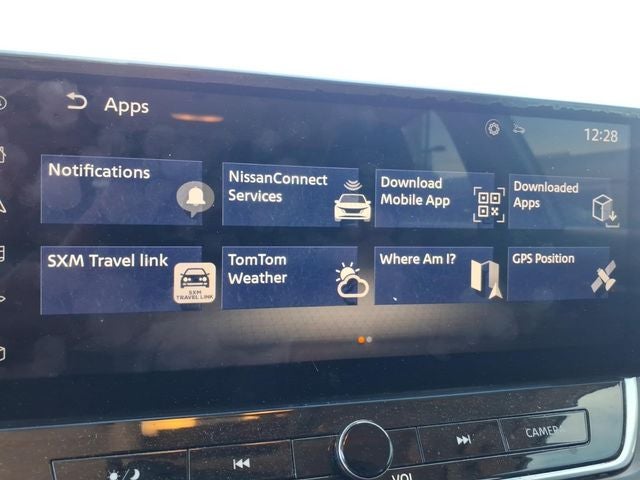 Apps
12:28
Notifications
NissanConnect
Services
Download
Mobile App
Downloaded
Apps
SXM Travel link
SXM
TRAVEL LINK
TomTom
Weather
Where Am I?
GPS Position
CAMERA
VOL